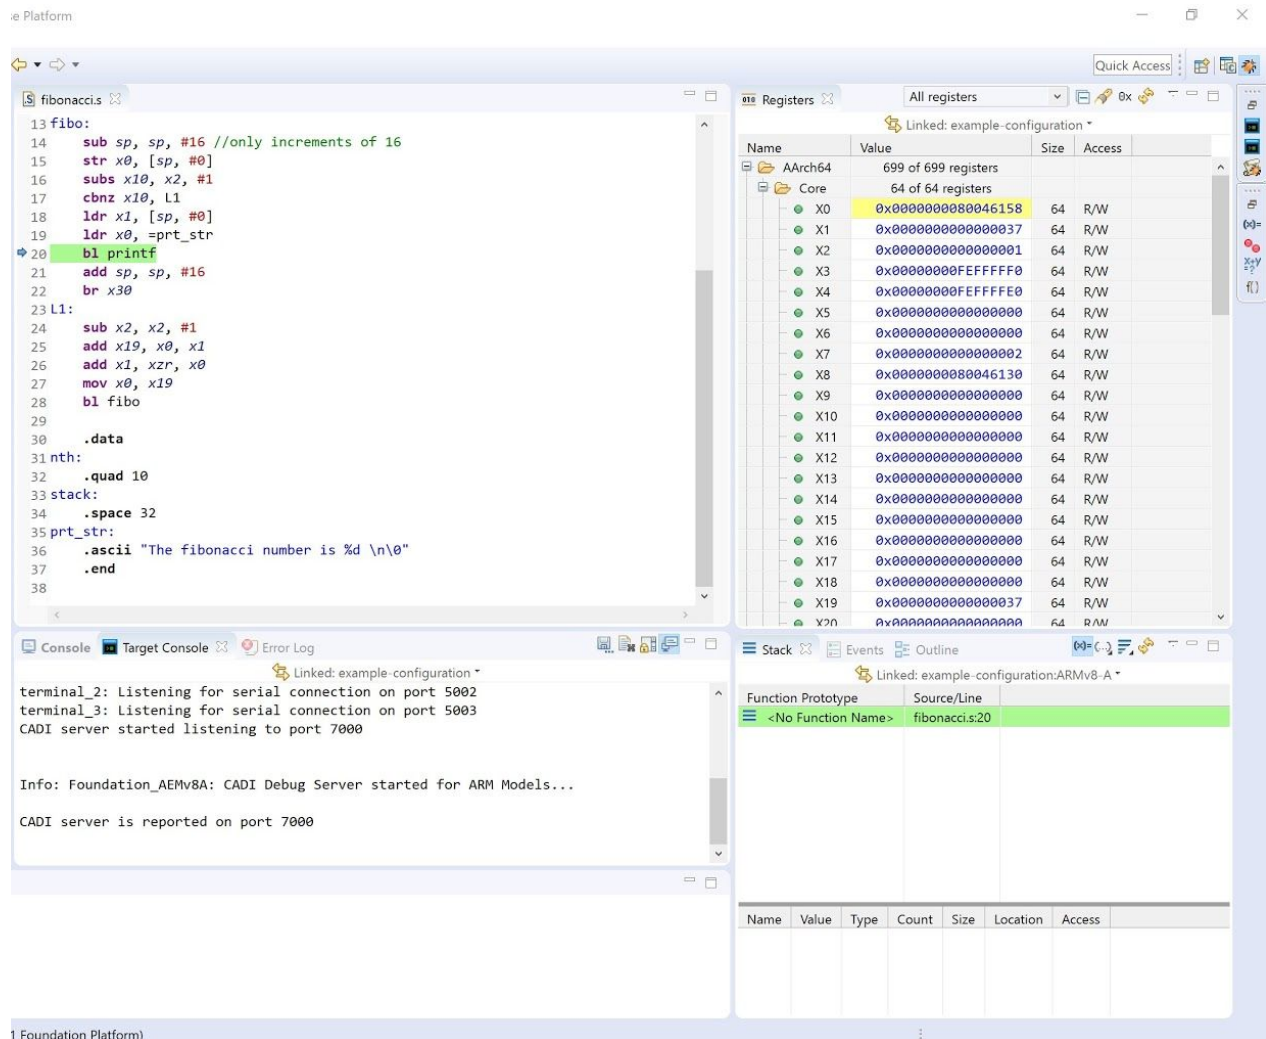 se Platform
Quick Access
fibonacci.s
13 fibo:
14 sub sp, sp, #16 //only increments of 16
15 str x0, [sp, #0]
16 subs x10, x2, #1
17 cbnz x10, L1
18 ldr x1, [sp, #0]
19 ldr x0, =prt_str
20 bl printf
21 add sp, sp, #16
22 br x30
23 L1:
24 sub x2, x2, #1
25 add x19, x0, x1
26 add x1, xzr, x0
27 mov x0, x19
28 bl fibo
29
30 .data
31 nth:
32 .quad 10
33 stack:
34 .space 32
35 prt_str:
36 .ascii "The fibonacci number is %d \n\0"
37 .end
38
Registers All registers 0x
Linked: example-configuration
Name Value Size Access
AArch64 699 of 699 registers
Core 64 of 64 registers
X0 0x0000000080046158 64 R/W
X1 0x0000000000000037 64 R/W
X2 0x0000000000000001 64 R/W
X3 0x00000000FEFFFFF0 64 R/W
X4 0x00000000FEFFFFE0 64 R/W
X5 0x0000000000000000 64 R/W
X6 0x0000000000000000 64 R/W
X7 0x0000000000000002 64 R/W
X8 0x0000000080046130 64 R/W
X9 0x0000000000000000 64 R/W
X10 0x0000000000000000 64 R/W
X11 0x0000000000000000 64 R/W
X12 0x0000000000000000 64 R/W
X13 0x0000000000000000 64 R/W
X14 0x0000000000000000 64 R/W
X15 0x0000000000000000 64 R/W
X16 0x0000000000000000 64 R/W
X17 0x0000000000000000 64 R/W
X18 0x0000000000000000 64 R/W
X19 0x0000000000000037 64 R/W
X20 0x0000000000000000 64 R/W
Console Target Console Error Log
Linked: example-configuration
terminal_2: Listening for serial connection on port 5002
terminal_3: Listening for serial connection on port 5003
CADI server started listening to port 7000
Info: Foundation_AEMv8A: CADI Debug Server started for ARM Models...
CADI server is reported on port 7000
Stack Events Outline
Linked: example-configuration:ARMv8-A
Function Prototype Source/Line
<No Function Name> fibonacci.s:20
Name Value Type Count Size Location Access
1 Foundation Platform)